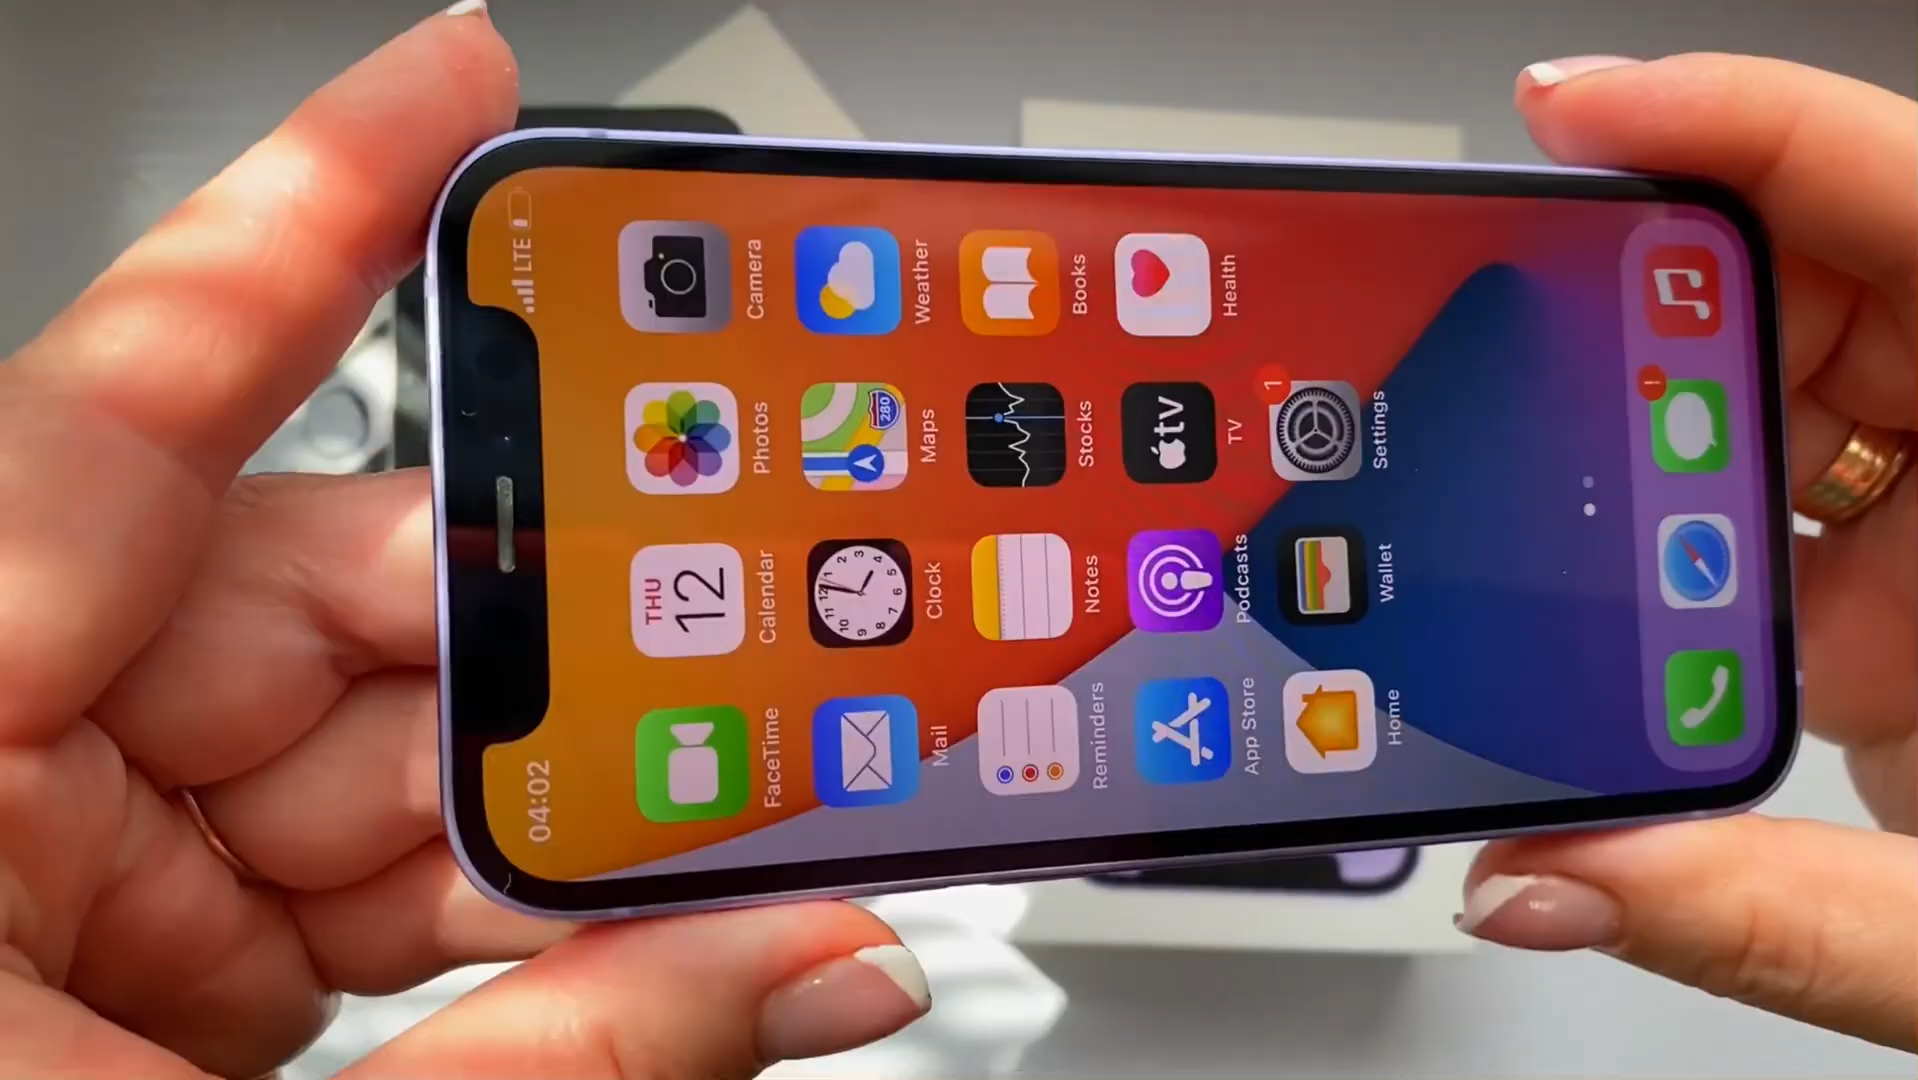 04:02
LTE
FaceTime
THU
12
Calendar
Photos
Camera
Mail
Clock
280
Maps
Weather
Reminders
Notes
Stocks
Books
App Store
Podcasts
tv
TV
Health
Home
Wallet
1
Settings
!